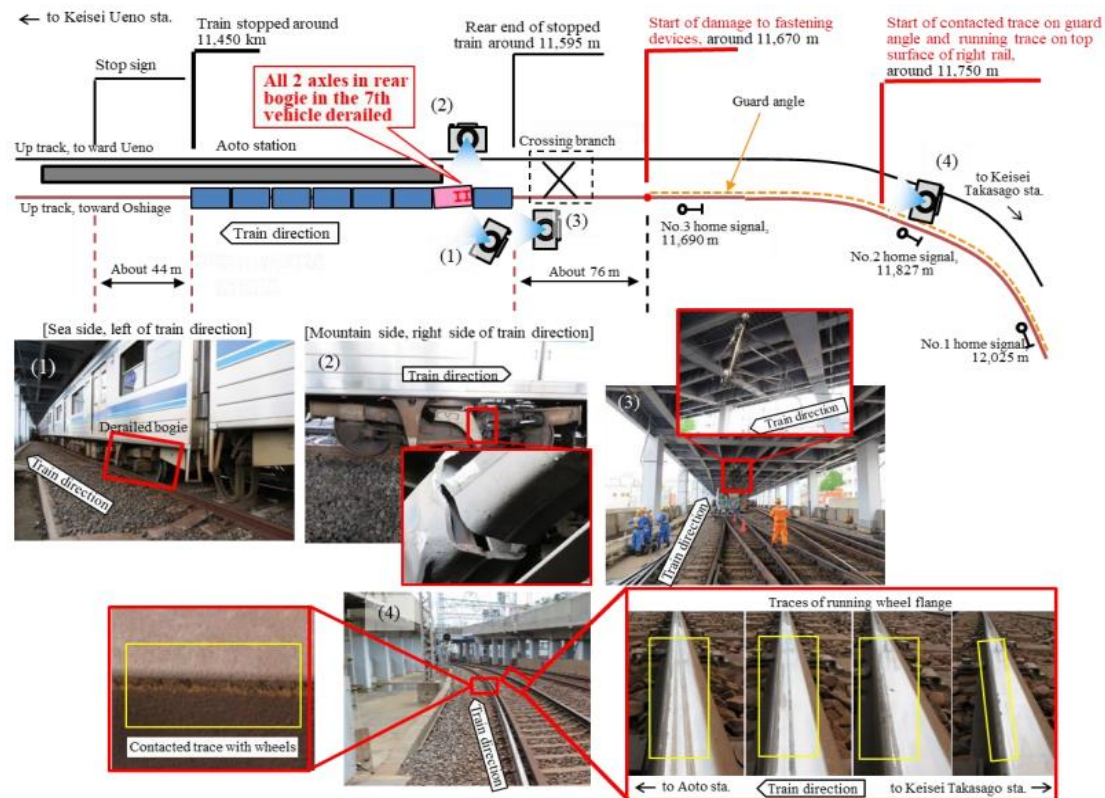 ← to Keisei Ueno sta.
Train stopped around
11,450 km
Rear end of stopped
train around 11,595 m
Start of damage to fastening
devices, around 11,670 m
Start of contacted trace on guard
angle and running trace on top
surface of right rail,
around 11,750 m
Stop sign
All 2 axles in rear
bogie in the 7th
vehicle derailed
(2)
Guard angle
Crossing branch
Up track, to ward Ueno
Aoto station
(4)
to Keisei
Takasago sta.
Up track, toward Oshiage
Train direction
(1)
(3)
No.3 home signal,
11,690 m
No.2 home signal,
11,827 m
About 44 m
About 76 m
No.1 home signal,
12,025 m
[Sea side, left of train direction]
[Mountain side, right side of train direction]
(1)
Derailed bogie
Train direction
(2)
Train direction
(3)
Train direction
Train direction
Contacted trace with wheels
(4)
Train direction
Traces of running wheel flange
← to Aoto sta.
Train direction
to Keisei Takasago sta. →